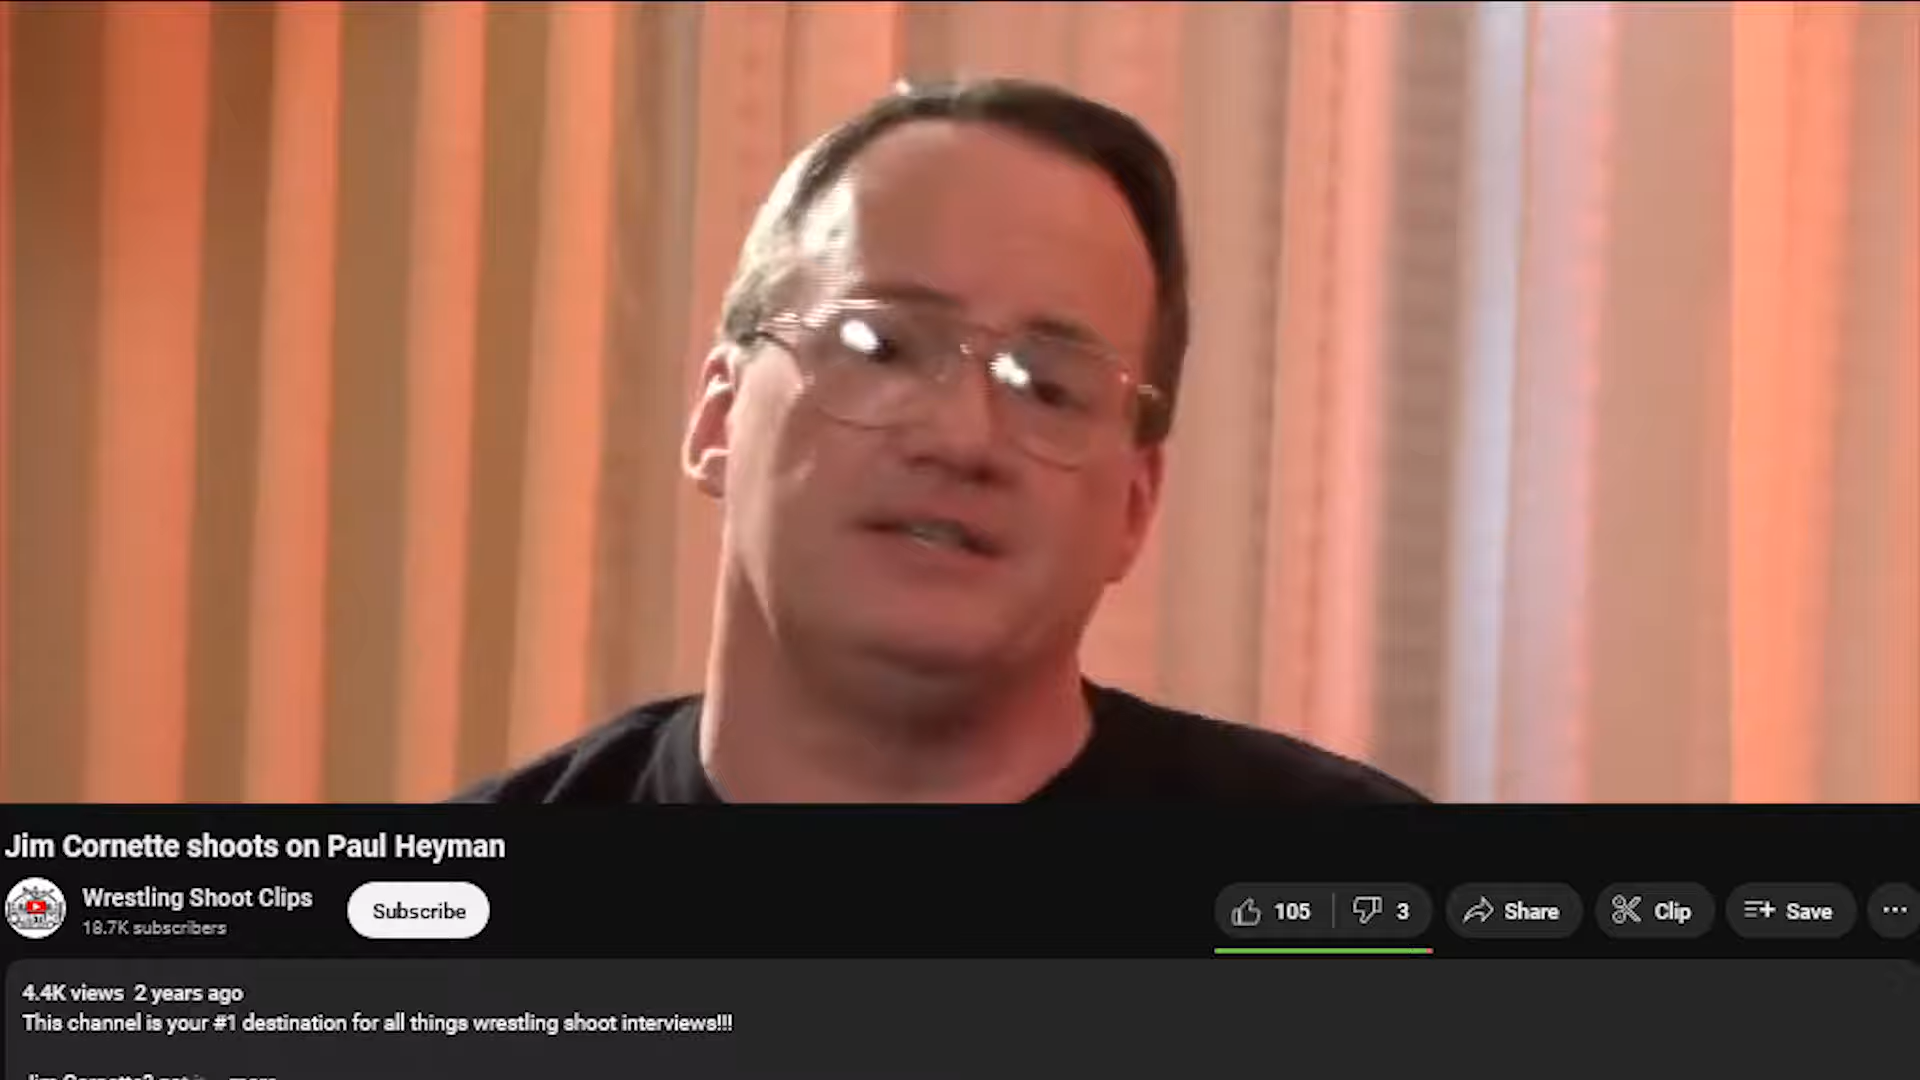 Jim Cornette shoots on Paul Heyman
Wrestling Shoot Clips
18.7K subscribers
Subscribe
105
3
Share
Clip
Save
4.4K views 2 years ago
This channel is your #1 destination for all things wrestling shoot interviews!!!